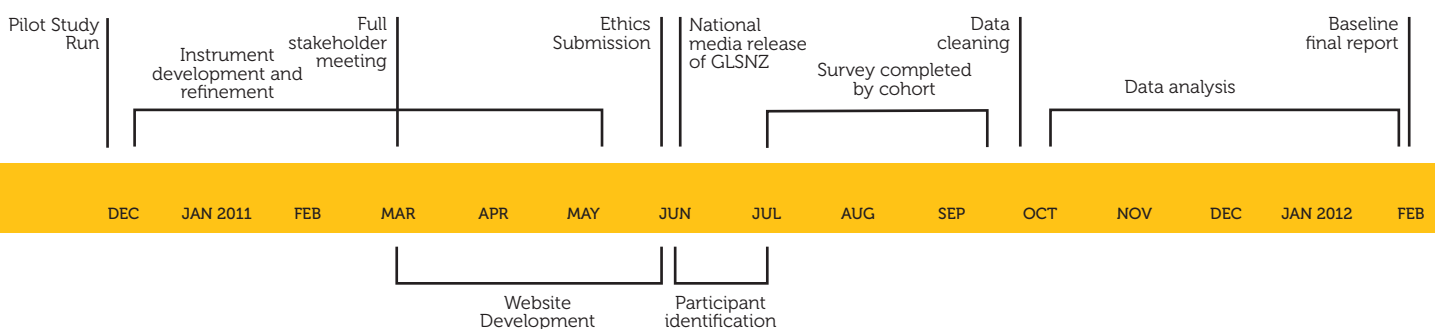 Pilot Study
Run
Instrument
development and
refinement
Full
stakeholder
meeting
Ethics
Submission
National
media release
of GLSNZ
Survey completed
by cohort
Data
cleaning
Data analysis
Baseline
final report
DEC JAN 2011 FEB MAR APR MAY JUN JUL AUG SEP OCT NOV DEC JAN 2012 FEB
Website
Development
Participant
identification